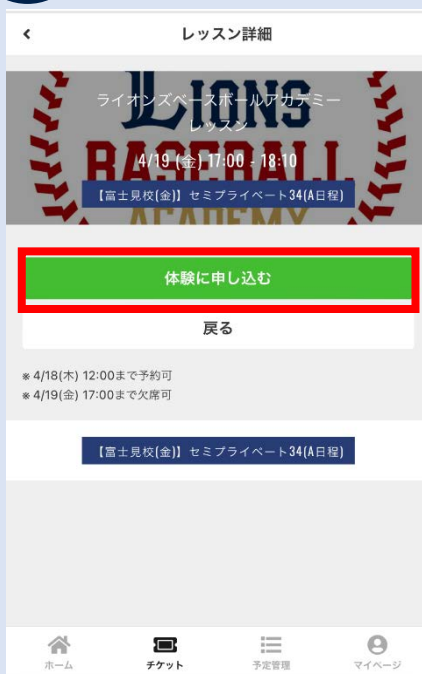 レッスン詳細
LIONS
BASEBALL
ACADEMY
ライオンズベースボールアカデミー
レッスン
4/19 (金) 17:00 - 18:10
【富士見校(金)】セミプライベート34(A日程)
体験に申し込む
戻る
※ 4/18(木) 12:00まで予約可
※ 4/19(金) 17:00まで欠席可
【富士見校(金)】セミプライベート34(A日程)
ホーム
チケット
予定管理
マイページ